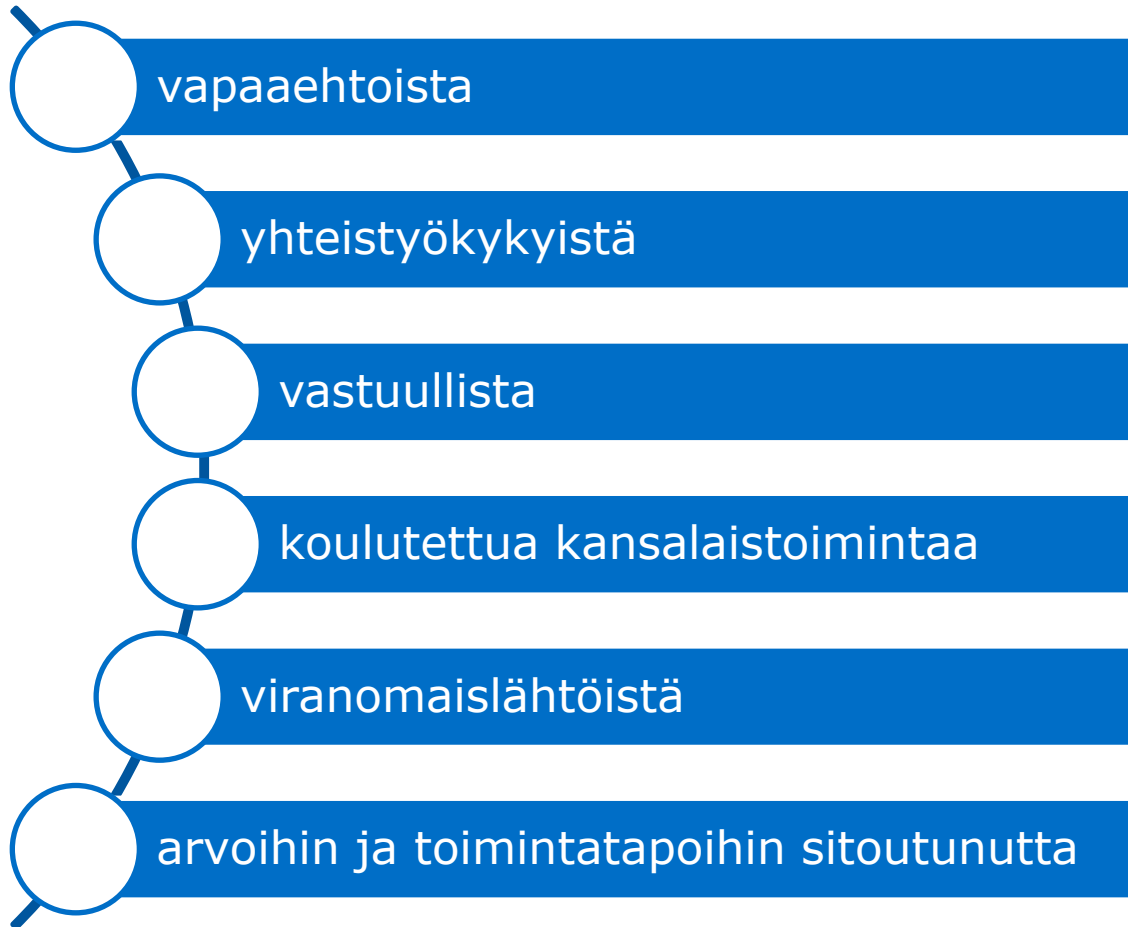 vapaaehtoista
yhteistyökykyistä
vastuullista
koulutettua kansalaistoimintaa
viranomaislähtöistä
arvoihin ja toimintatapoihin sitoutunutta